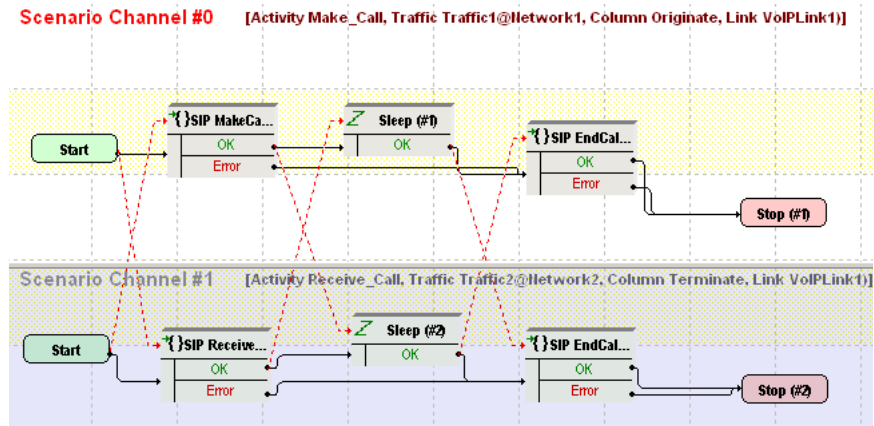 Scenario Channel #0 [Activity Make_Call, Traffic Traffic1@Network1, Column Originate, Link VoIPLink1)]
{}SIP MakeCa...
Z Sleep (#1)
{}SIP EndCal...
Start
OK
OK
OK
Error
Error
Stop (#1)
Scenario Channel #1 [Activity Receive_Call, Traffic Traffic2@Network2, Column Terminate, Link VoIPLink1)]
Start
{}SIP Receive...
Z Sleep (#2)
{}SIP EndCal...
OK
OK
OK
Error
Error
Stop (#2)